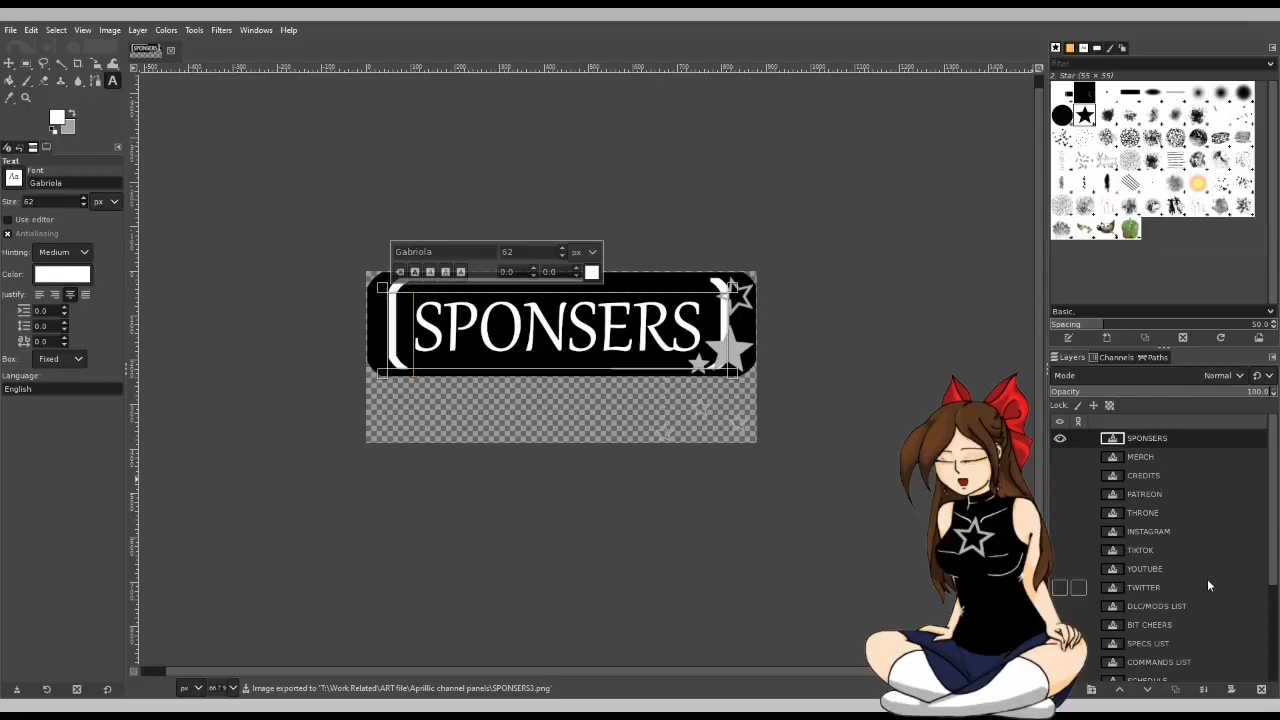 File Edit Select View Image Layer Colors Tools Filters Windows Help
SPONSERS
filter
2. Star (55 × 55)
Text
Font
Gabriola
Size: 62 px
Use editor
Antialiasing
Hinting: Medium
Color:
Justify:
0.0
0.0
0.0
Box: Fixed
Language:
English
Gabriola 62 px
0.0 0.0
SPONSERS
Basic,
Spacing 50.0
Layers Channels Paths
Mode Normal
Opacity 100.0
Lock:
SPONSERS
MERCH
CREDITS
PATREON
THRONE
INSTAGRAM
TIKTOK
YOUTUBE
TWITTER
DLC/MODS LIST
BIT CHEERS
SPECS LIST
COMMANDS LIST
SCHEDULE
px 66.7 % Image exported to 'T:\Work Related\ART file\Aprillic channel panels\SPONSERS3.png'